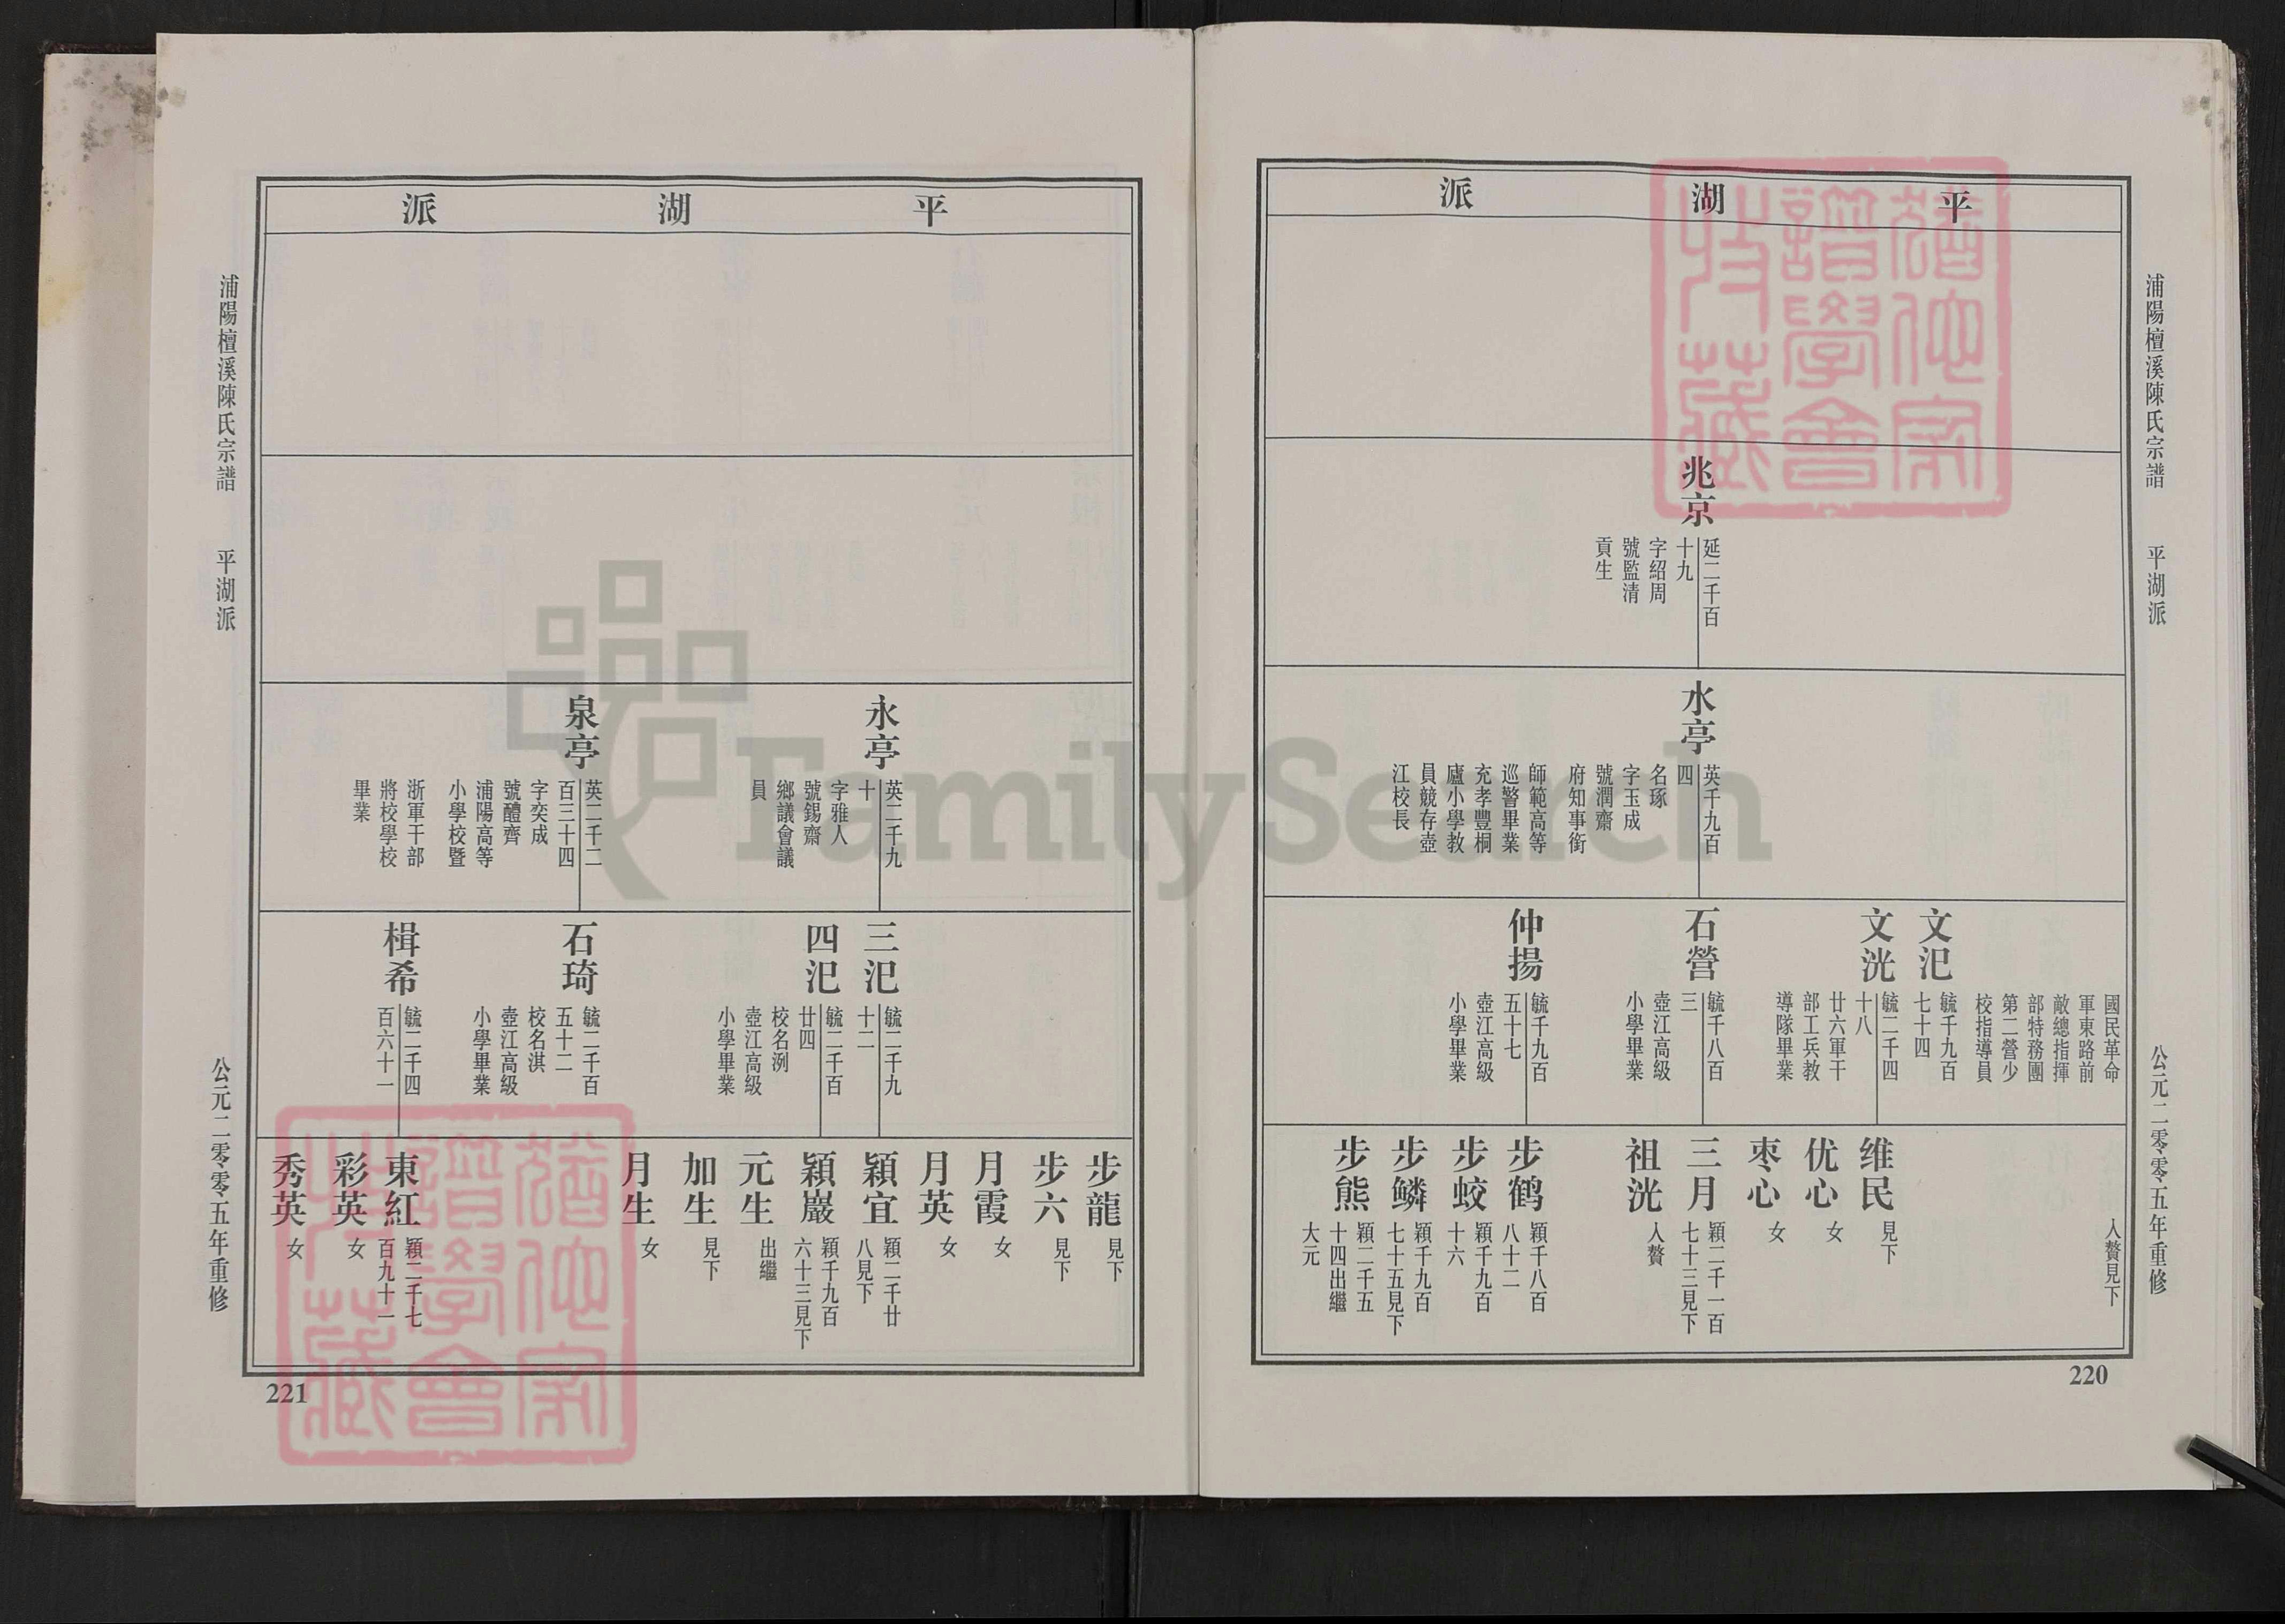 浦陽檀溪陳氏宗譜
平湖派
公元二零零五年重修
平湖派
兆京
延二千百
十九
字紹周
號監清
貢生
水亭
英千九百
四
名琢
字玉成
號潤齋
府知事銜
師範高等
巡警畢業
充孝豐桐
廬小學教
員競存壺
江校長
國民革命
軍東路前
敵總指揮
部特務團
第二營少
校指導員
文汜
毓千九百
七十四
文洸
毓二千四
十八
廿六軍干
部工兵教
導隊畢業
石營
毓千八百
三
壺江高級
小學畢業
仲揚
毓千九百
五十七
壺江高級
小學畢業
入贅見下
维民
見下
优心
女
枣心
女
三月
穎二千一百
七十三見下
祖洸
入贅
步鹤
穎千八百
八十二
步蛟
穎千九百
十六
步鳞
穎千九百
七十五見下
步熊
穎二千五
十四出繼
大元
220
平湖派
永亭
英二千九
十
字雅人
號錫齋
鄉議會議
員
泉亭
英二千二
百三十四
字奕成
號醴齊
浦陽高等
小學校暨
浙軍干部
將校學校
畢業
三汜
毓二千九
十二
四汜
毓二千百
廿四
校名洌
壺江高級
小學畢業
石琦
毓二千百
五十二
校名淇
壺江高級
小學畢業
楫希
毓二千四
百六十一
步龍
見下
步六
見下
月霞
女
月英
女
穎宜
穎二千廿
八見下
穎巖
穎千九百
六十三見下
元生
出繼
加生
見下
月生
女
東紅
穎二千七
百九十一
彩英
女
秀英
女
221
浦陽檀溪陳氏宗譜
平湖派
公元二零零五年重修
FamilySearch